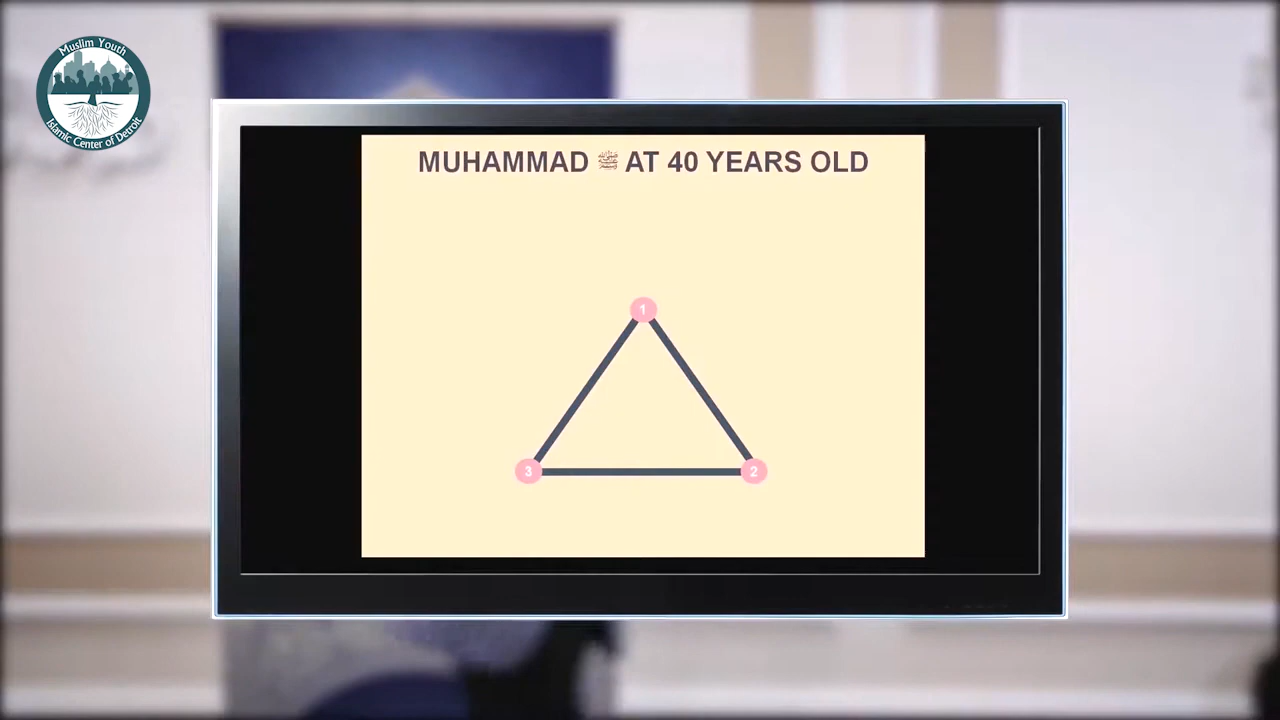 Muslim Youth
Islamic Center of Detroit
MUHAMMAD ﷺ AT 40 YEARS OLD
1
3
2